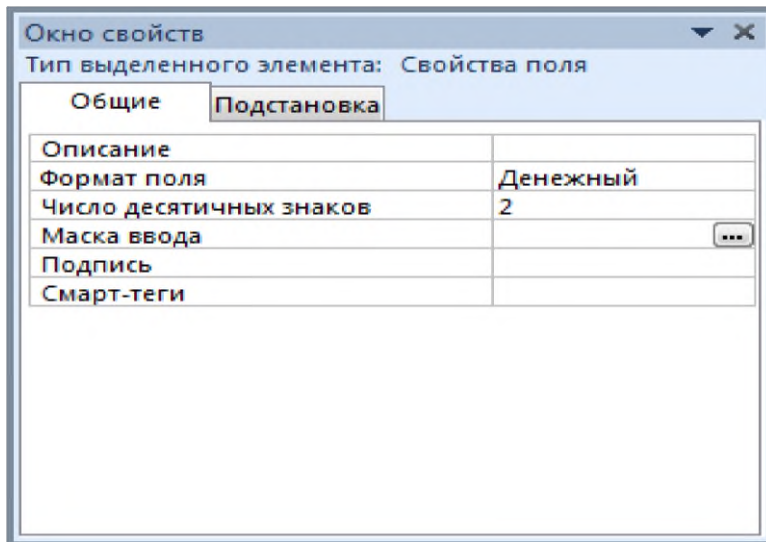 Окно свойств
Тип выделенного элемента: Свойства поля
Общие Подстановка
Описание
Формат поля Денежный
Число десятичных знаков 2
Маска ввода ...
Подпись
Смарт-теги